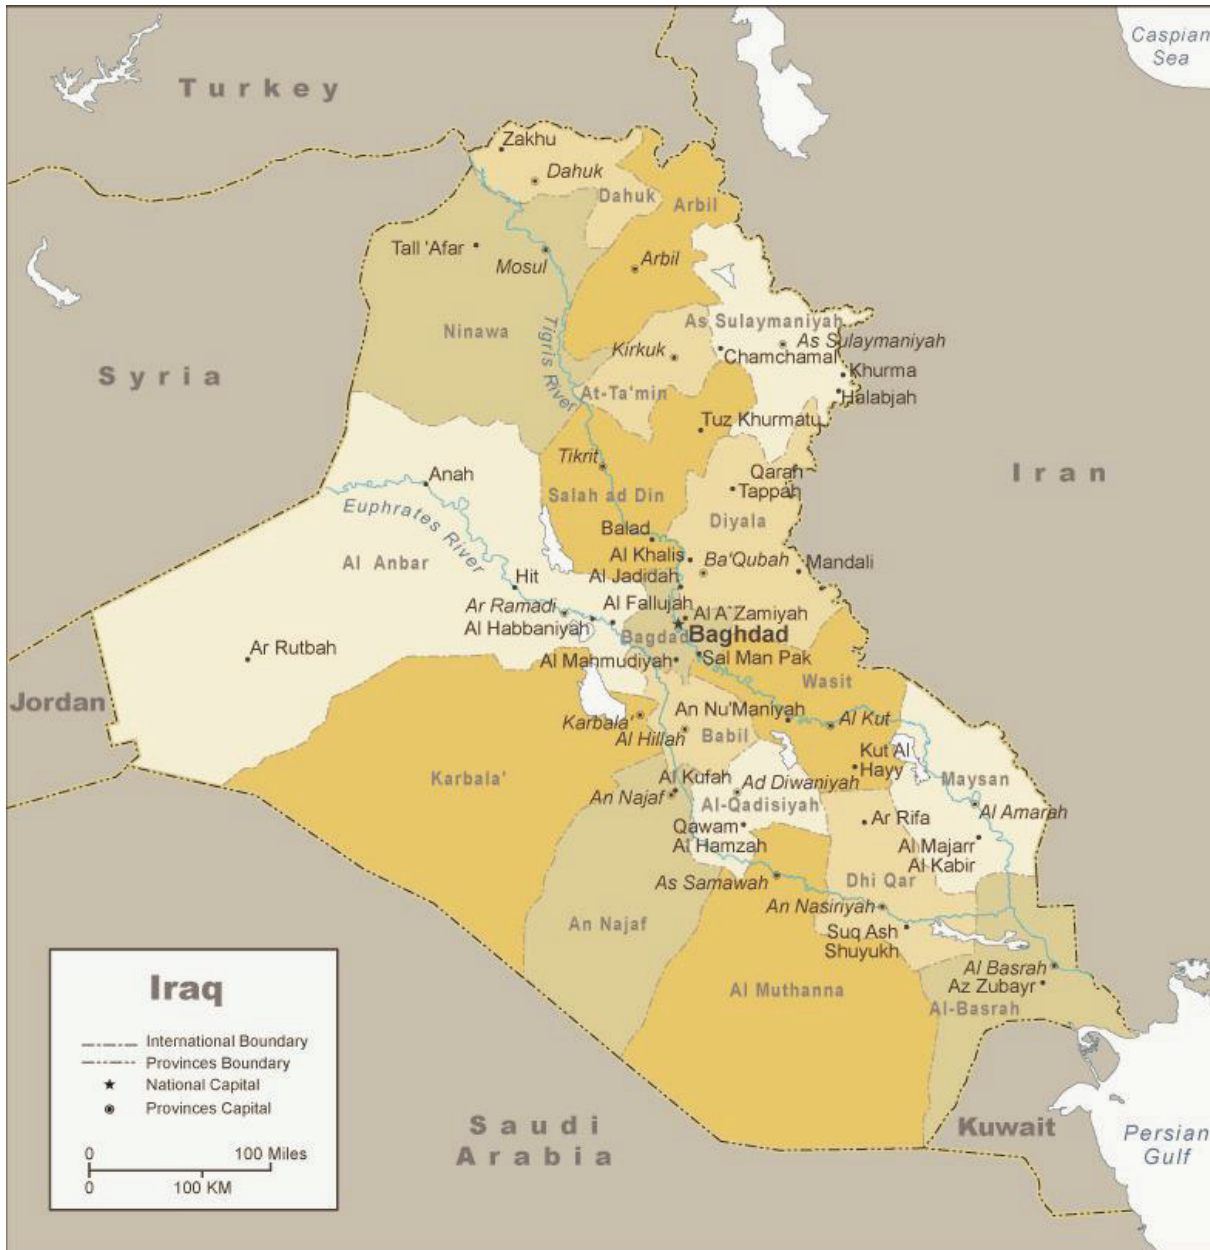 Caspian
Sea
Turkey
Zakhu
Dahuk
Dahuk
Arbil
Tall 'Afar
Mosul
Arbil
Ninawa
Tigris River
As Sulaymaniyah
As Sulaymaniyah
Kirkuk
Chamchamal
Syria
Khurma
Halabjah
At-Ta'min
Tuz Khurmatu
Tikrit
Qarah
Tappah
Iran
Anah
Salah ad Din
Euphrates River
Diyala
Balad
Al Khalis
Ba'Qubah
Mandali
Al Anbar
Hit
Al Jadidah
Ar Ramadi
Al Fallujah
Al A`Zamiyah
Al Habbaniyah
Bagdad
Baghdad
Ar Rutbah
Al Mahmudiyah
Sal Man Pak
Wasit
Jordan
Karbala'
An Nu'Maniyah
Al Kut
Al Hillah
Babil
Kut Al
Hayy
Karbala'
Al Kufah
Ad Diwaniyah
Maysan
An Najaf
Al-Qadisiyah
Al Amarah
Qawam
Al Hamzah
Ar Rifa
Al Majarr
Al Kabir
As Samawah
Dhi Qar
An Nasiriyah
An Najaf
Suq Ash
Shuyukh
Al Basrah
Az Zubayr
Al Muthanna
Al-Basrah
Iraq
International Boundary
Provinces Boundary
National Capital
Provinces Capital
0
100 Miles
0
100 KM
Saudi
Arabia
Kuwait
Persian
Gulf